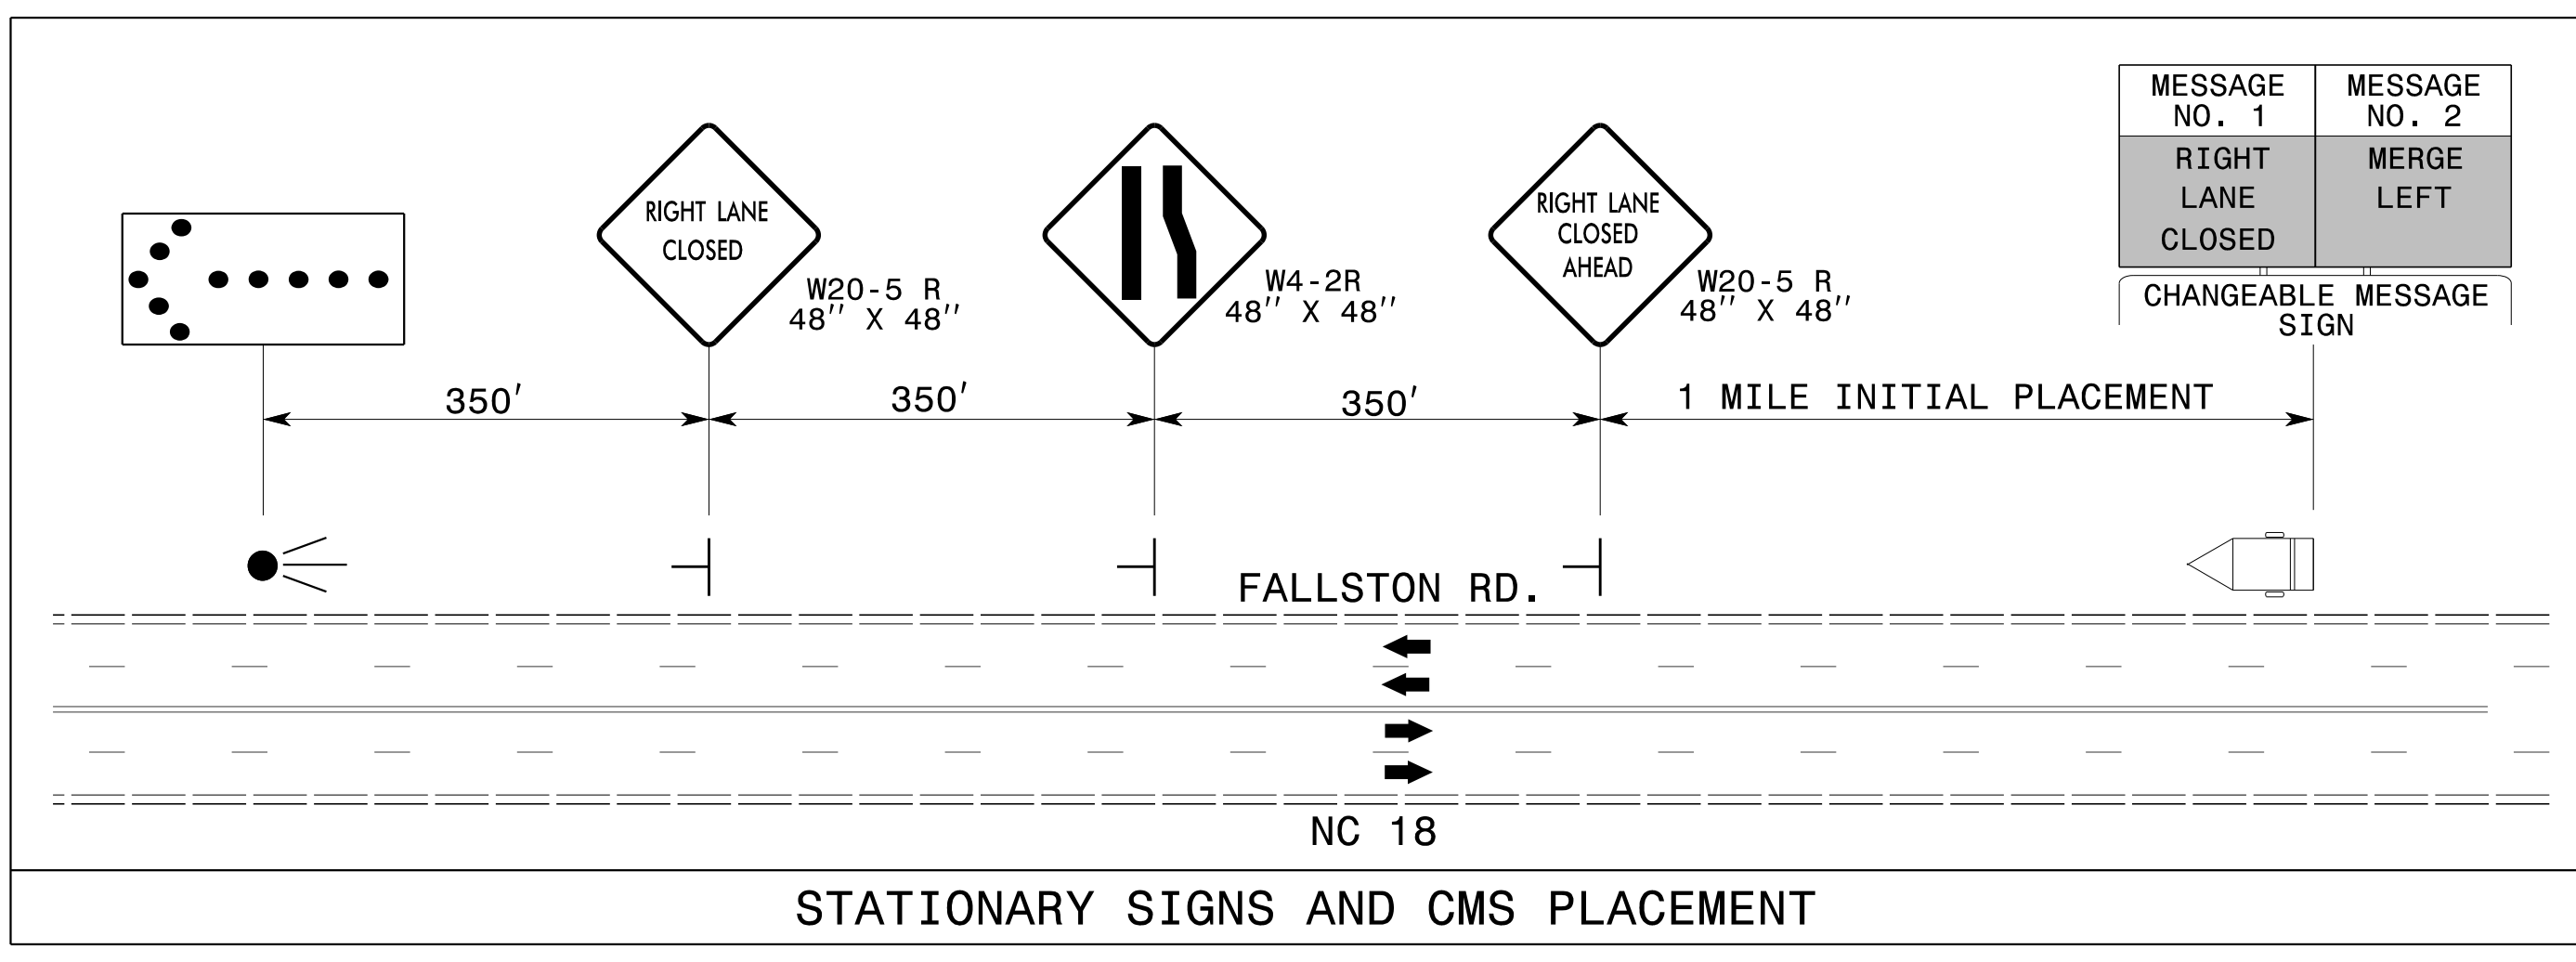 MESSAGE
NO. 1
MESSAGE
NO. 2
RIGHT
LANE
CLOSED
MERGE
LEFT
CHANGEABLE MESSAGE
SIGN
RIGHT LANE
CLOSED
W20-5 R
48'' X 48''
W4-2R
48'' X 48''
RIGHT LANE
CLOSED
AHEAD
W20-5 R
48'' X 48''
350'
350'
350'
1 MILE INITIAL PLACEMENT
FALLSTON RD.
NC 18
STATIONARY SIGNS AND CMS PLACEMENT